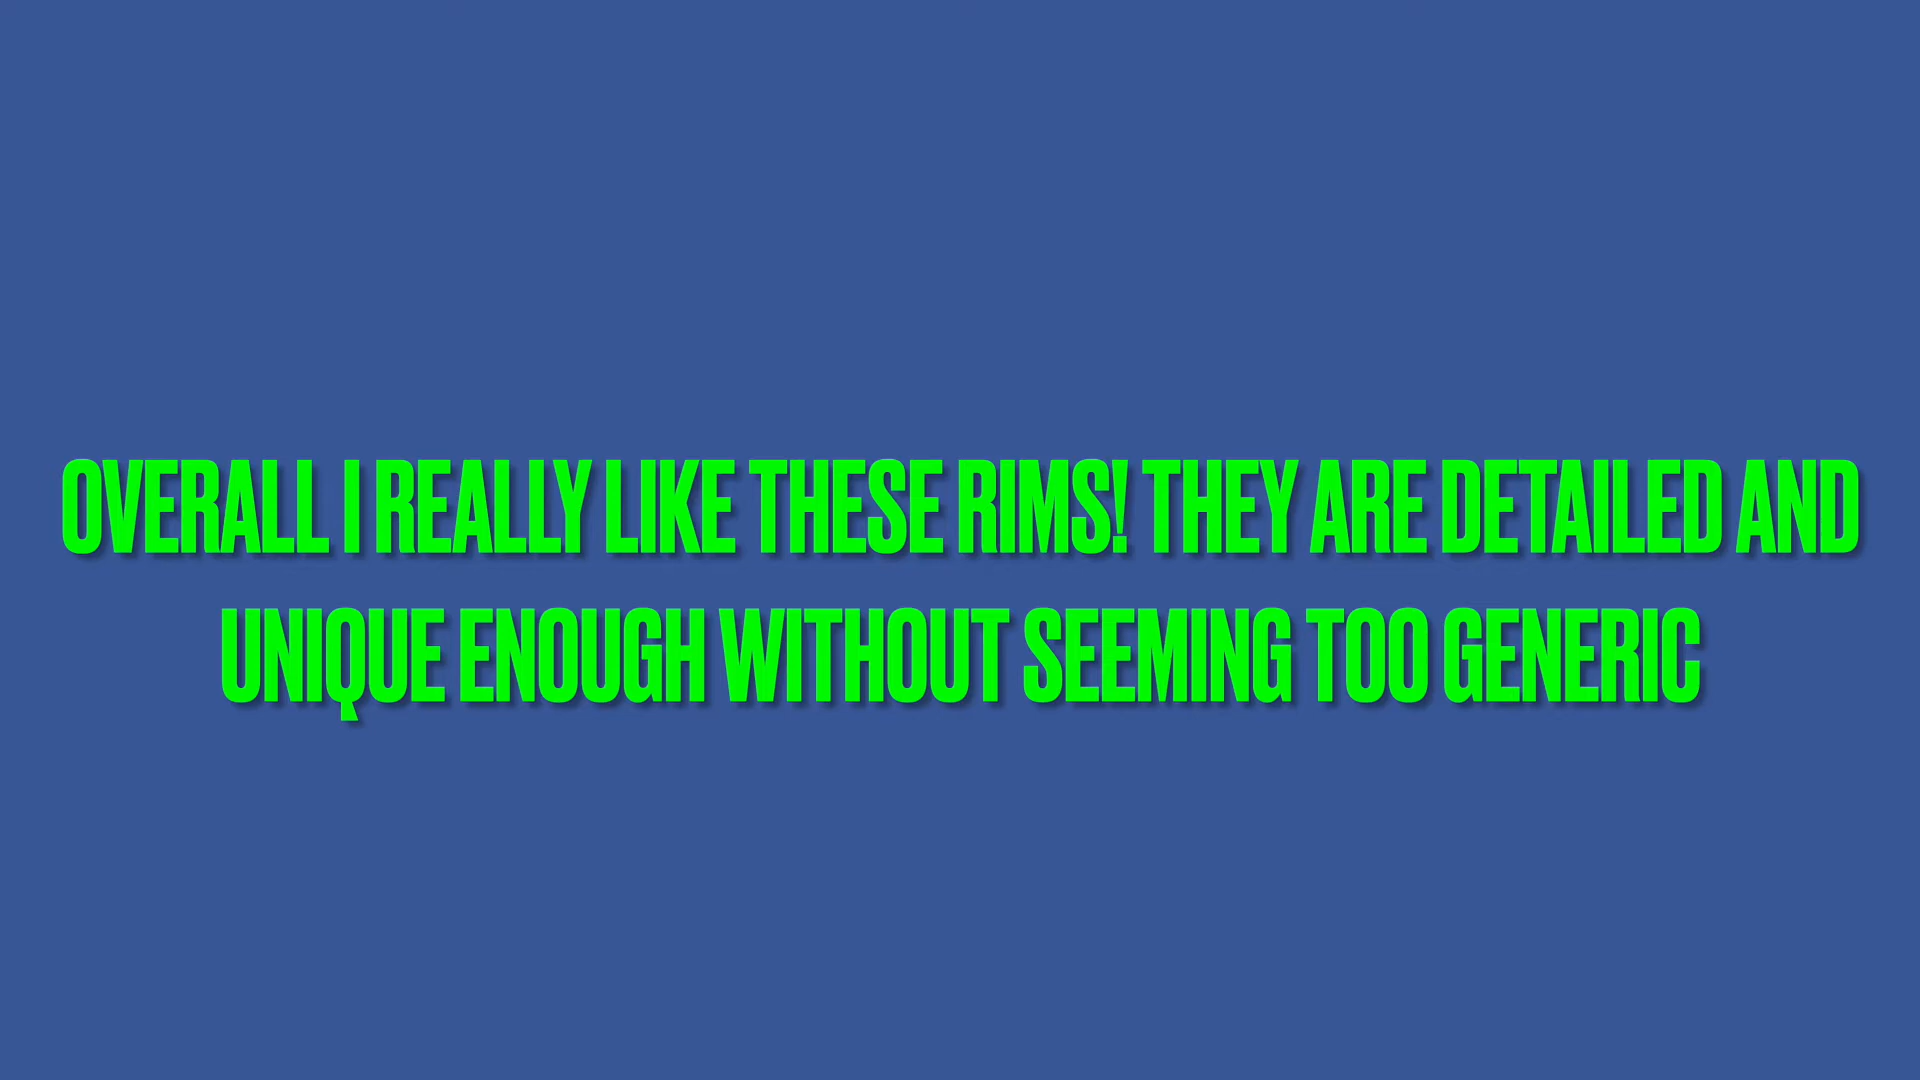 OVERALL I REALLY LIKE THESE RIMS! THEY ARE DETAILED AND
UNIQUE ENOUGH WITHOUT SEEMING TOO GENERIC